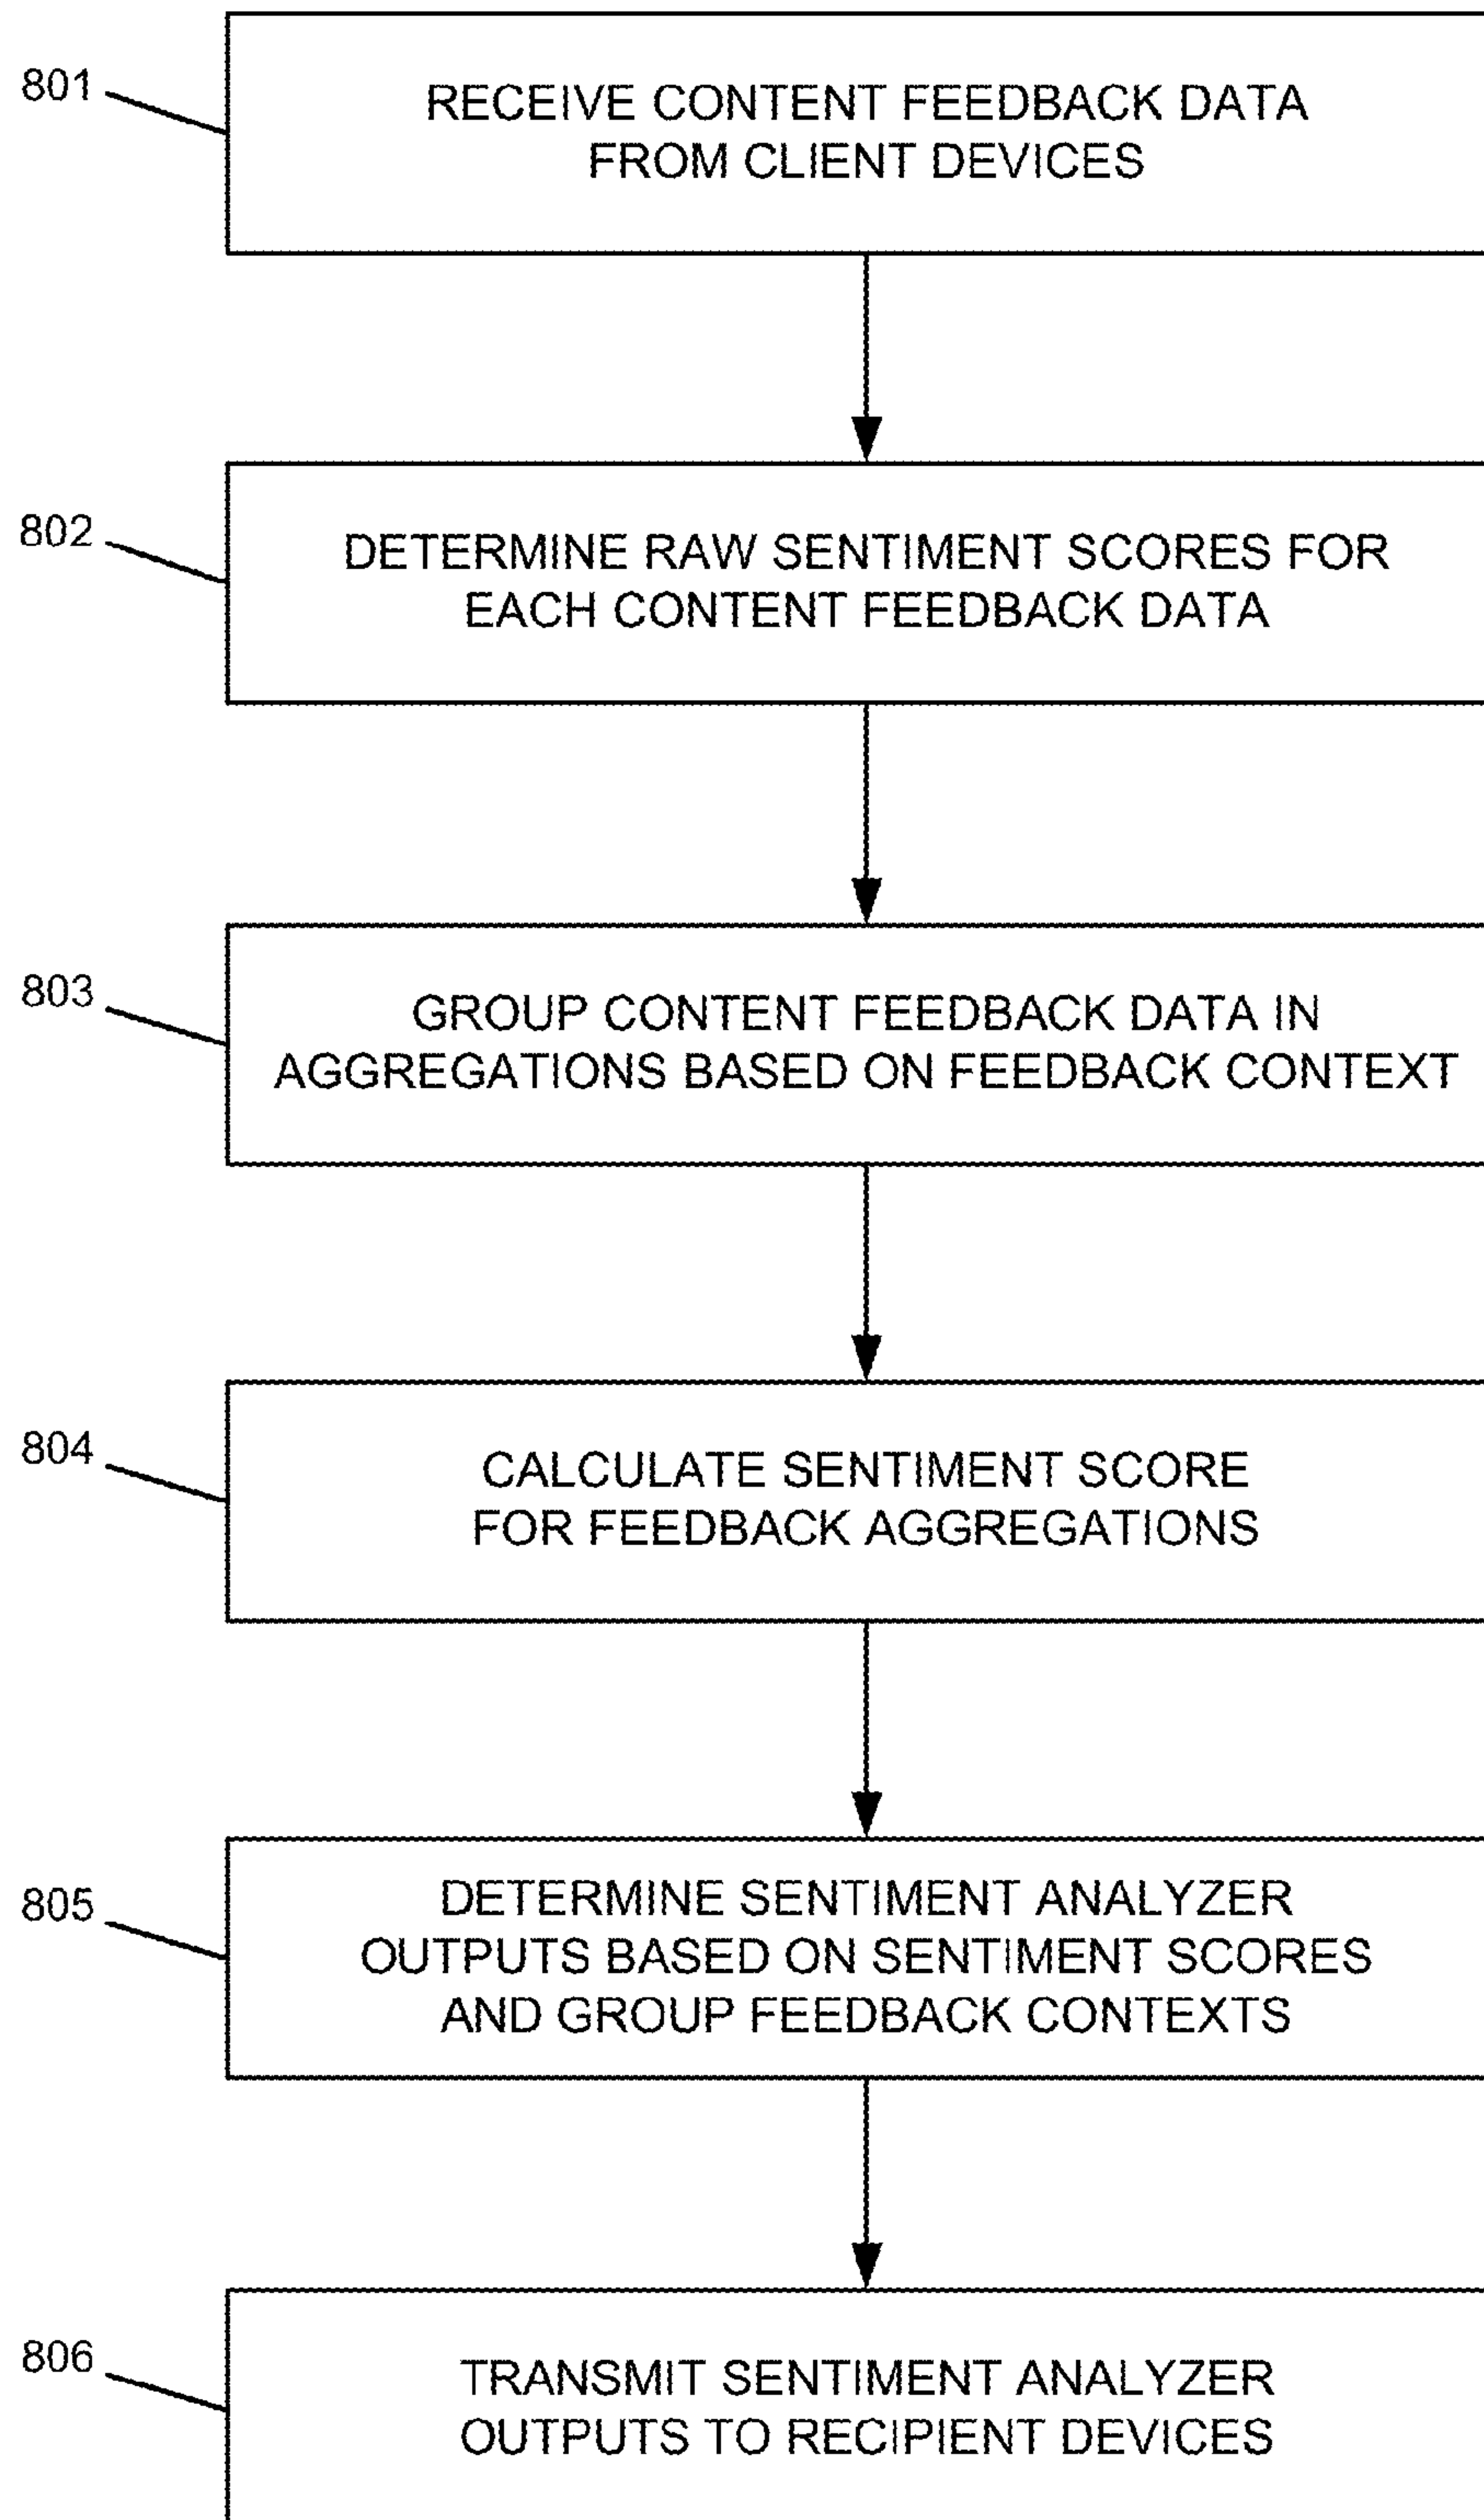 801
RECEIVE CONTENT FEEDBACK DATA
FROM CLIENT DEVICES
802
DETERMINE RAW SENTIMENT SCORES FOR
EACH CONTENT FEEDBACK DATA
803
GROUP CONTENT FEEDBACK DATA IN
AGGREGATIONS BASED ON FEEDBACK CONTEXT
804
CALCULATE SENTIMENT SCORE
FOR FEEDBACK AGGREGATIONS
805
DETERMINE SENTIMENT ANALYZER
OUTPUTS BASED ON SENTIMENT SCORES
AND GROUP FEEDBACK CONTEXTS
806
TRANSMIT SENTIMENT ANALYZER
OUTPUTS TO RECIPIENT DEVICES